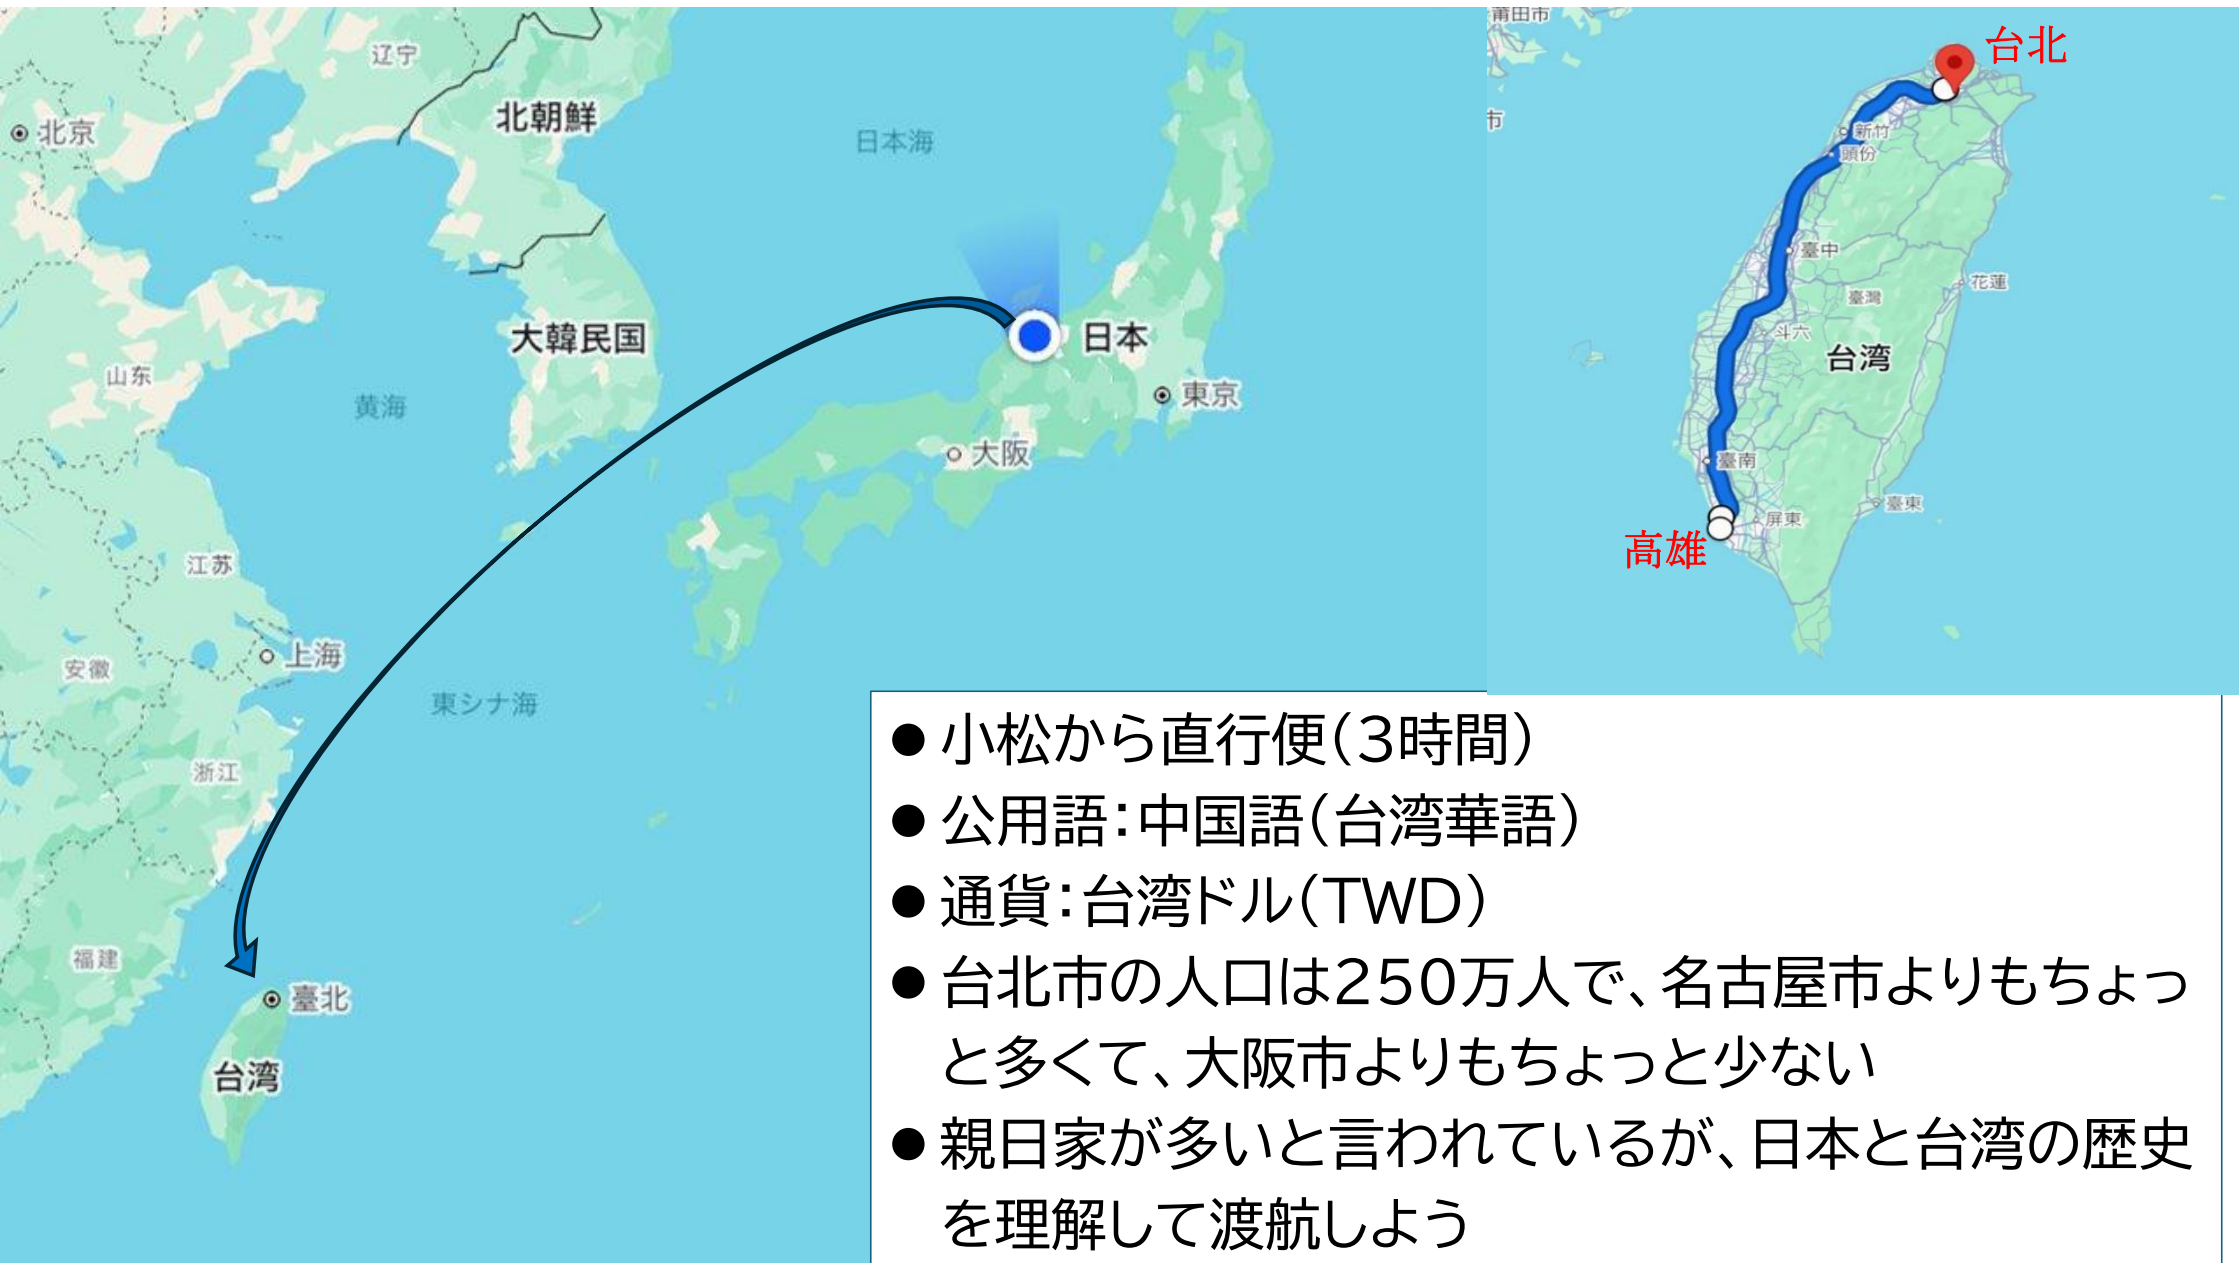 辽宁
北京
北朝鮮
日本海
大韓民国
日本
山东
黄海
東京
大阪
江苏
上海
安徽
東シナ海
浙江
福建
臺北
台湾
莆田市
市
台北
新竹
頭份
臺中
花蓮
臺灣
斗六
台湾
臺南
臺東
屏東
高雄
●小松から直行便(3時間)
●公用語:中国語(台湾華語)
●通貨:台湾ドル(TWD)
●台北市の人口は250万人で、名古屋市よりもちょっ
と多くて、大阪市よりもちょっと少ない
●親日家が多いと言われているが、日本と台湾の歴史
を理解して渡航しよう